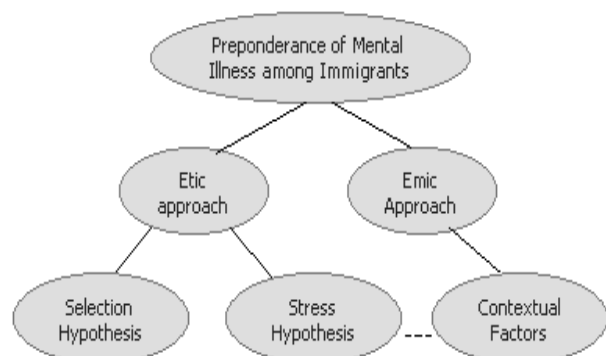 Preponderance of Mental
Illness among Immigrants
Etic
approach
Emic
Approach
Selection
Hypothesis
Stress
Hypothesis
Contextual
Factors